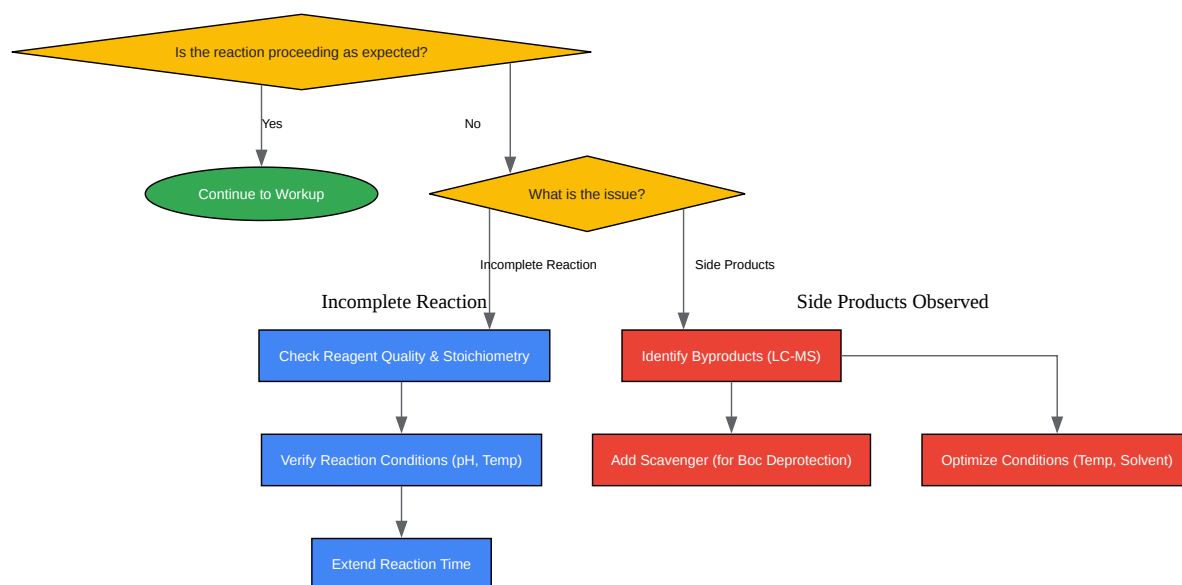 Is the reaction proceeding as expected?
Yes
No
Continue to Workup
What is the issue?
Incomplete Reaction
Side Products
Incomplete Reaction
Side Products Observed
Check Reagent Quality & Stoichiometry
Identify Byproducts (LC-MS)
Verify Reaction Conditions (pH, Temp)
Add Scavenger (for Boc Deprotection)
Optimize Conditions (Temp, Solvent)
Extend Reaction Time